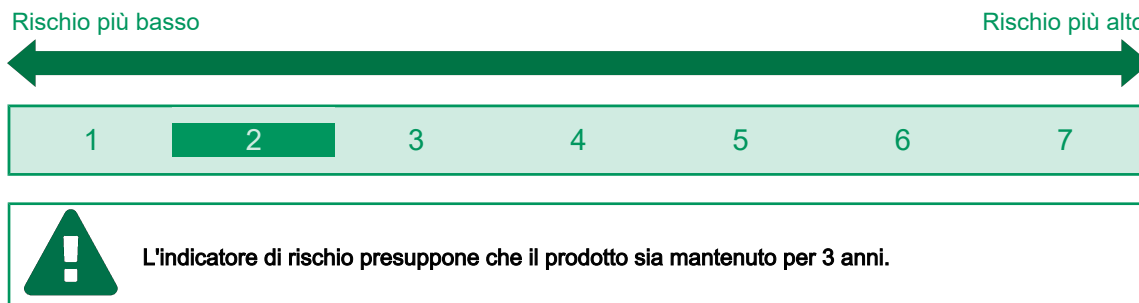 Rischio più basso Rischio più alto
1 2 3 4 5 6 7
L'indicatore di rischio presuppone che il prodotto sia mantenuto per 3 anni.